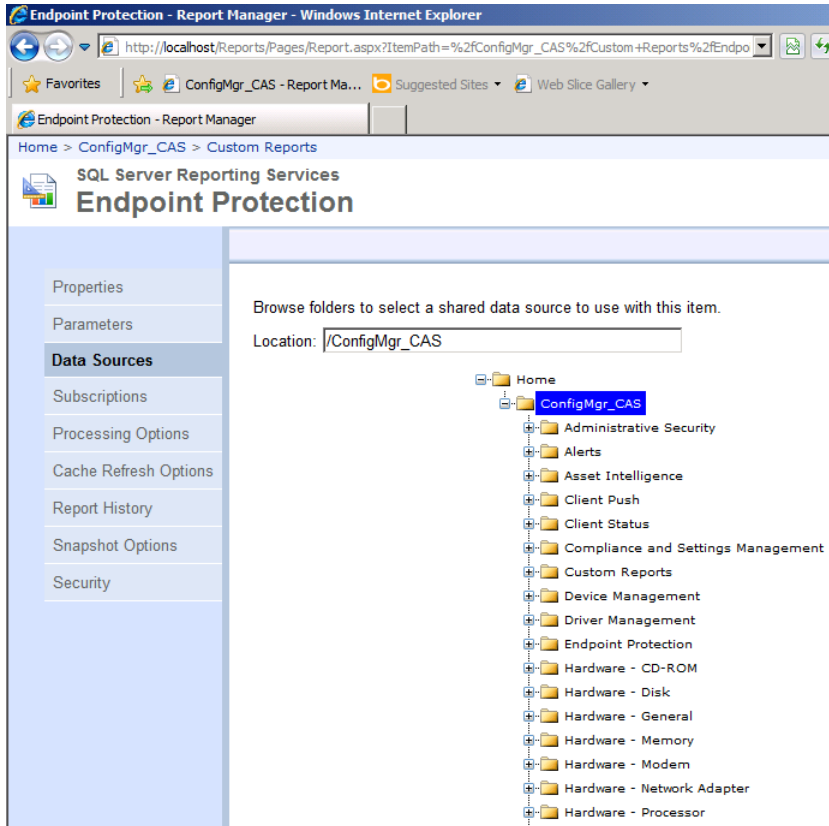 Endpoint Protection - Report Manager - Windows Internet Explorer
http://localhost/Reports/Pages/Report.aspx?ItemPath=%2fConfigMgr_CAS%2fCustom+Reports%2fEndpo
Favorites ConfigMgr_CAS - Report Ma... Suggested Sites Web Slice Gallery
Endpoint Protection - Report Manager
Home > ConfigMgr_CAS > Custom Reports
SQL Server Reporting Services
Endpoint Protection
Properties
Parameters
Data Sources
Subscriptions
Processing Options
Cache Refresh Options
Report History
Snapshot Options
Security
Browse folders to select a shared data source to use with this item.
Location: /ConfigMgr_CAS
Home
ConfigMgr_CAS
Administrative Security
Alerts
Asset Intelligence
Client Push
Client Status
Compliance and Settings Management
Custom Reports
Device Management
Driver Management
Endpoint Protection
Hardware - CD-ROM
Hardware - Disk
Hardware - General
Hardware - Memory
Hardware - Modem
Hardware - Network Adapter
Hardware - Processor